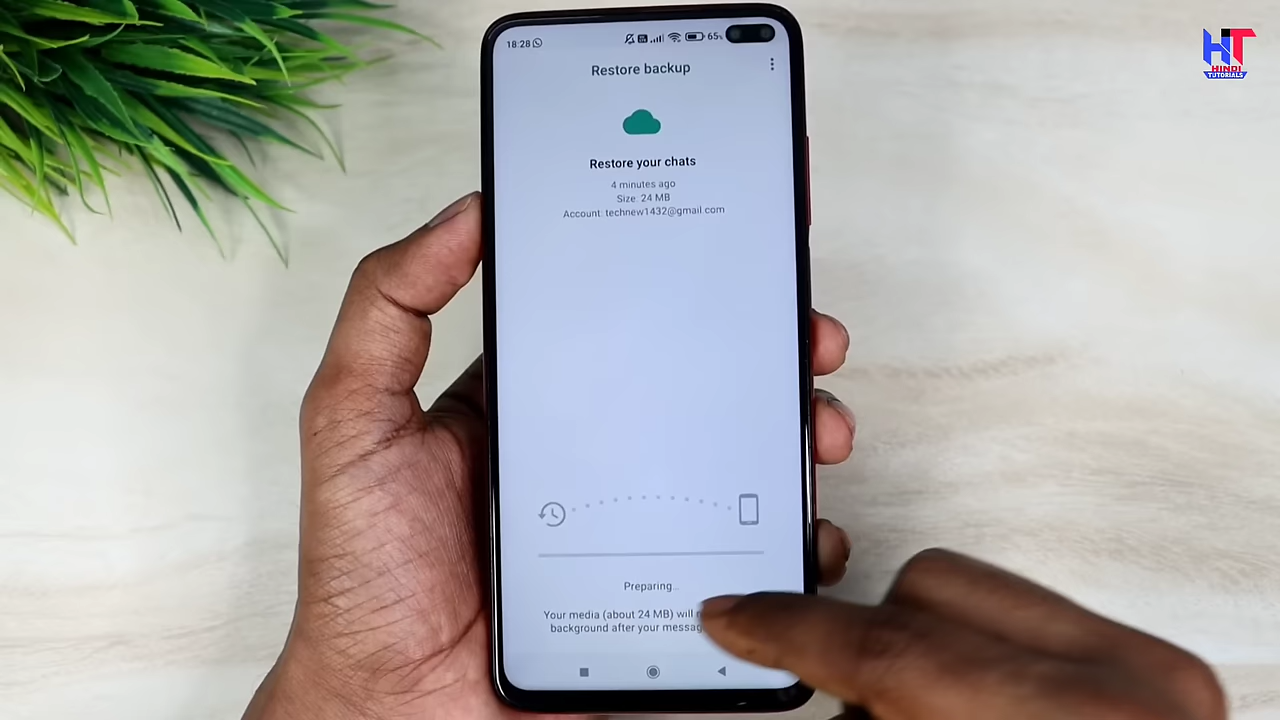 18:28
65%
Restore backup
HT
HINDI
TUTORIALS
Restore your chats
4 minutes ago
Size: 24 MB
Account: technew1432@gmail.com
Preparing...
Your media (about 24 MB) will
background after your